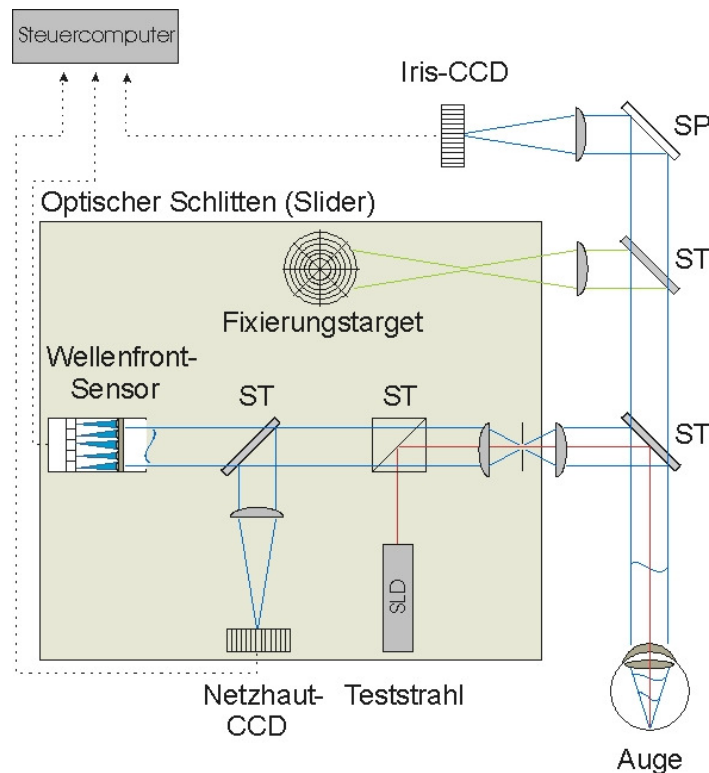 Steuercomputer
Iris-CCD
SP
Optischer Schlitten (Slider)
ST
Fixierungstarget
Wellenfront-
Sensor
ST
ST
ST
SLD
Netzhaut-
CCD
Teststrahl
Auge